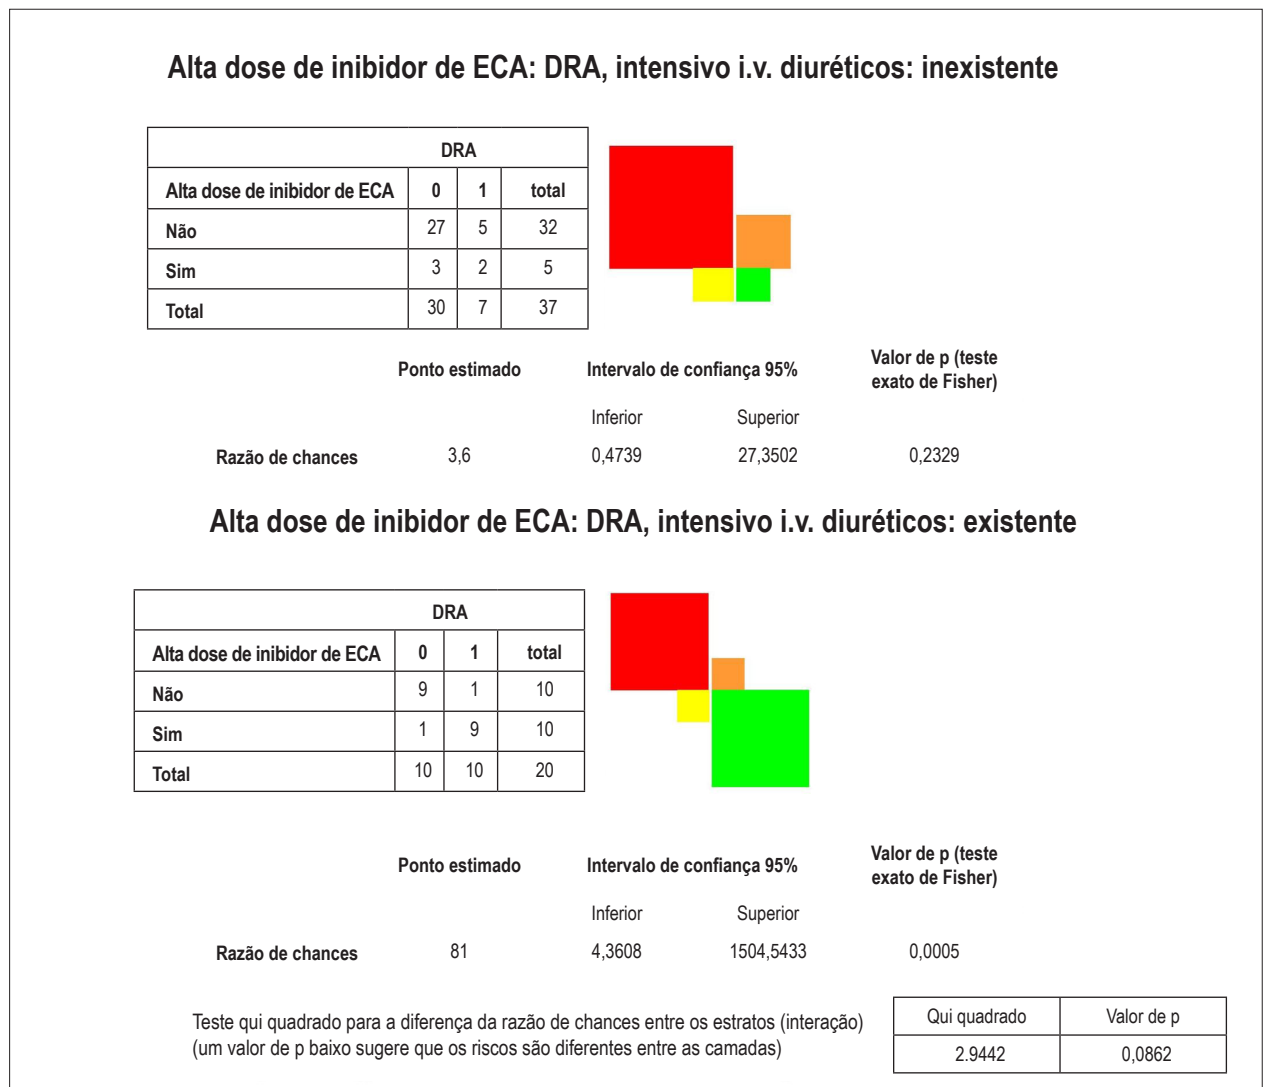 Alta dose de inibidor de ECA: DRA, intensivo i.v. diuréticos: inexistente
DRA
Alta dose de inibidor de ECA 0 1 total
Não 27 5 32
Sim 3 2 5
Total 30 7 37
Ponto estimado Intervalo de confiança 95% Valor de p (teste
exato de Fisher)
Inferior Superior
Razão de chances 3,6 0,4739 27,3502 0,2329
Alta dose de inibidor de ECA: DRA, intensivo i.v. diuréticos: existente
DRA
Alta dose de inibidor de ECA 0 1 total
Não 9 1 10
Sim 1 9 10
Total 10 10 20
Ponto estimado Intervalo de confiança 95% Valor de p (teste
exato de Fisher)
Inferior Superior
Razão de chances 81 4,3608 1504,5433 0,0005
Teste qui quadrado para a diferença da razão de chances entre os estratos (interação)
(um valor de p baixo sugere que os riscos são diferentes entre as camadas)
Qui quadrado Valor de p
2.9442 0,0862